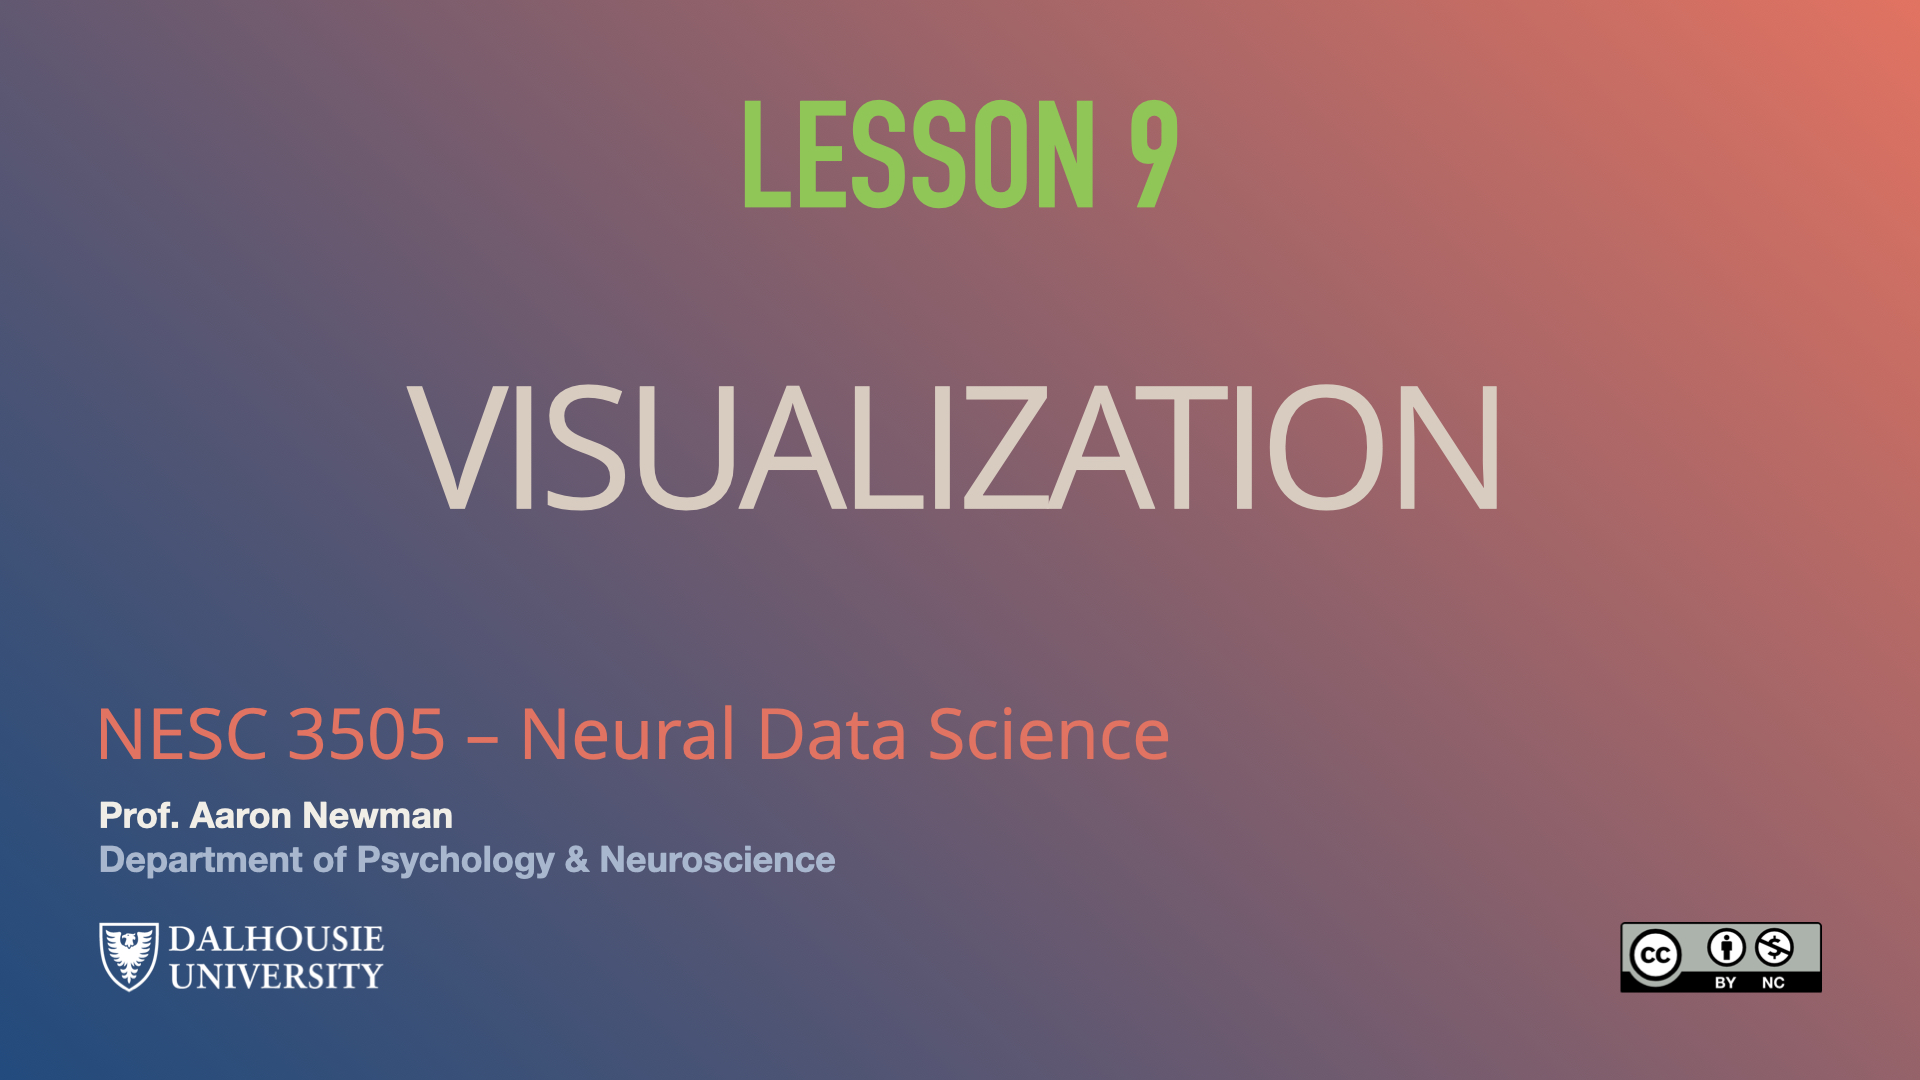 LESSON 9
VISUALIZATION
NESC 3505 – Neural Data Science
Prof. Aaron Newman
Department of Psychology & Neuroscience
DALHOUSIE
UNIVERSITY
CC
BY NC